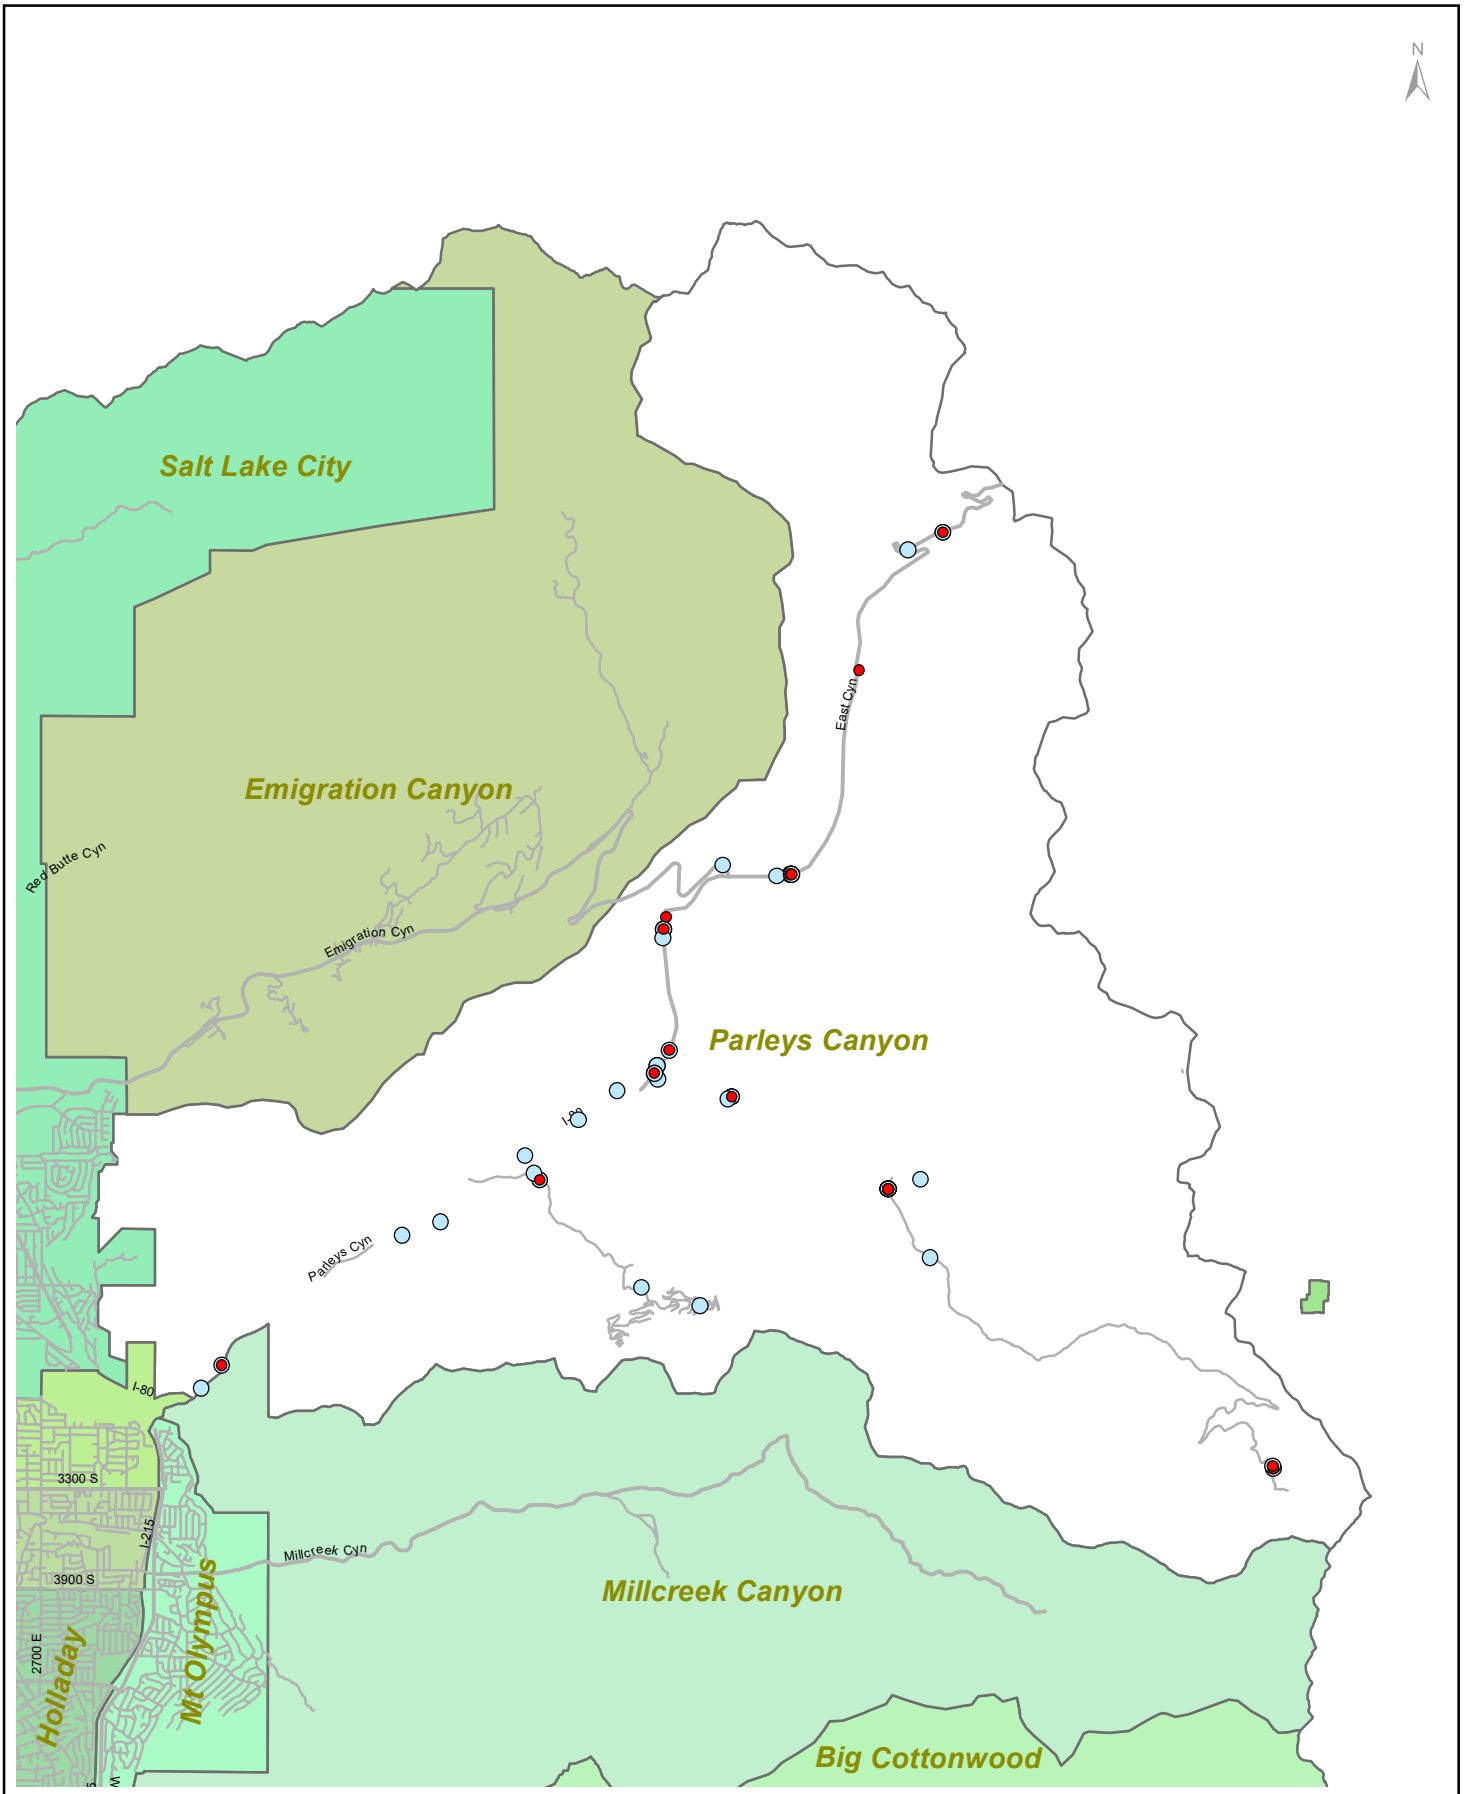 N
Salt Lake City
East Cyn
Emigration Canyon
Red Butte Cyn
Emigration Cyn
Parleys Canyon
I-80
Parleys Cyn
I-80
3300 S
I-215
Millcreek Cyn
3900 S
Millcreek Canyon
Mt Olympus
2700 E
Holladay
Big Cottonwood
S
W